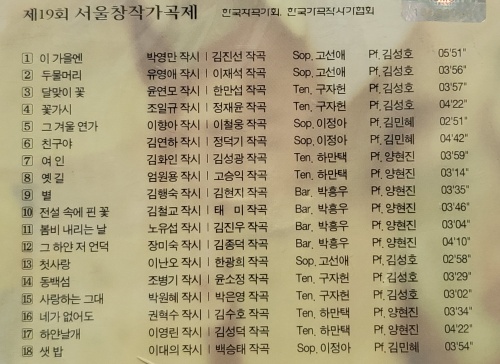 제19회 서울창작가곡제 한국작곡가회, 한국가곡작시가협회
1 이 가을엔 박영만 작시 | 김진선 작곡 Sop. 고선애 Pf. 김성호 05'51"
2 두물머리 유영애 작시 | 이재석 작곡 Sop. 고선애 Pf. 김성호 03'56"
3 달맞이 꽃 윤연모 작시 | 한만섭 작곡 Ten. 구자헌 Pf. 김성호 03'57"
4 꽃가시 조일규 작시 | 정재윤 작곡 Ten. 구자헌 Pf. 김성호 04'22"
5 그 겨울 연가 이향아 작시 | 이철웅 작곡 Sop. 이정아 Pf. 김민혜 02'51"
6 친구야 김연하 작시 | 정덕기 작곡 Sop. 이정아 Pf. 김민혜 04'42"
7 여 인 김화인 작시 | 김성광 작곡 Ten. 하만택 Pf. 양현진 03'59"
8 옛 길 엄원용 작시 | 고승익 작곡 Ten. 하만택 Pf. 양현진 03'14"
9 별 김행숙 작시 | 김현지 작곡 Bar. 박흥우 Pf. 양현진 03'35"
10 전설 속에 핀 꽃 김철교 작시 | 태 미 작곡 Bar. 박흥우 Pf. 양현진 03'46"
11 봄비 내리는 날 노유섭 작시 | 김진우 작곡 Bar. 박흥우 Pf. 양현진 03'04"
12 그 하얀 저 언덕 장미숙 작시 | 김종덕 작곡 Bar. 박흥우 Pf. 양현진 04'10"
13 첫사랑 이난오 작시 | 한광희 작곡 Sop. 고선애 Pf. 김성호 02'58"
14 동백섬 조병기 작시 | 윤소정 작곡 Ten. 구자헌 Pf. 김성호 03'29"
15 사랑하는 그대 박원혜 작시 | 박은영 작곡 Ten. 구자헌 Pf. 김성호 03'02"
16 네가 없어도 권혁수 작시 | 김수호 작곡 Ten. 하만택 Pf. 양현진 03'34"
17 하얀날개 이영린 작시 | 김성덕 작곡 Ten. 하만택 Pf. 양현진 04'22"
18 샛 밥 이대의 작시 | 백승태 작곡 Sop. 이정아 Pf. 김민혜 03'54"